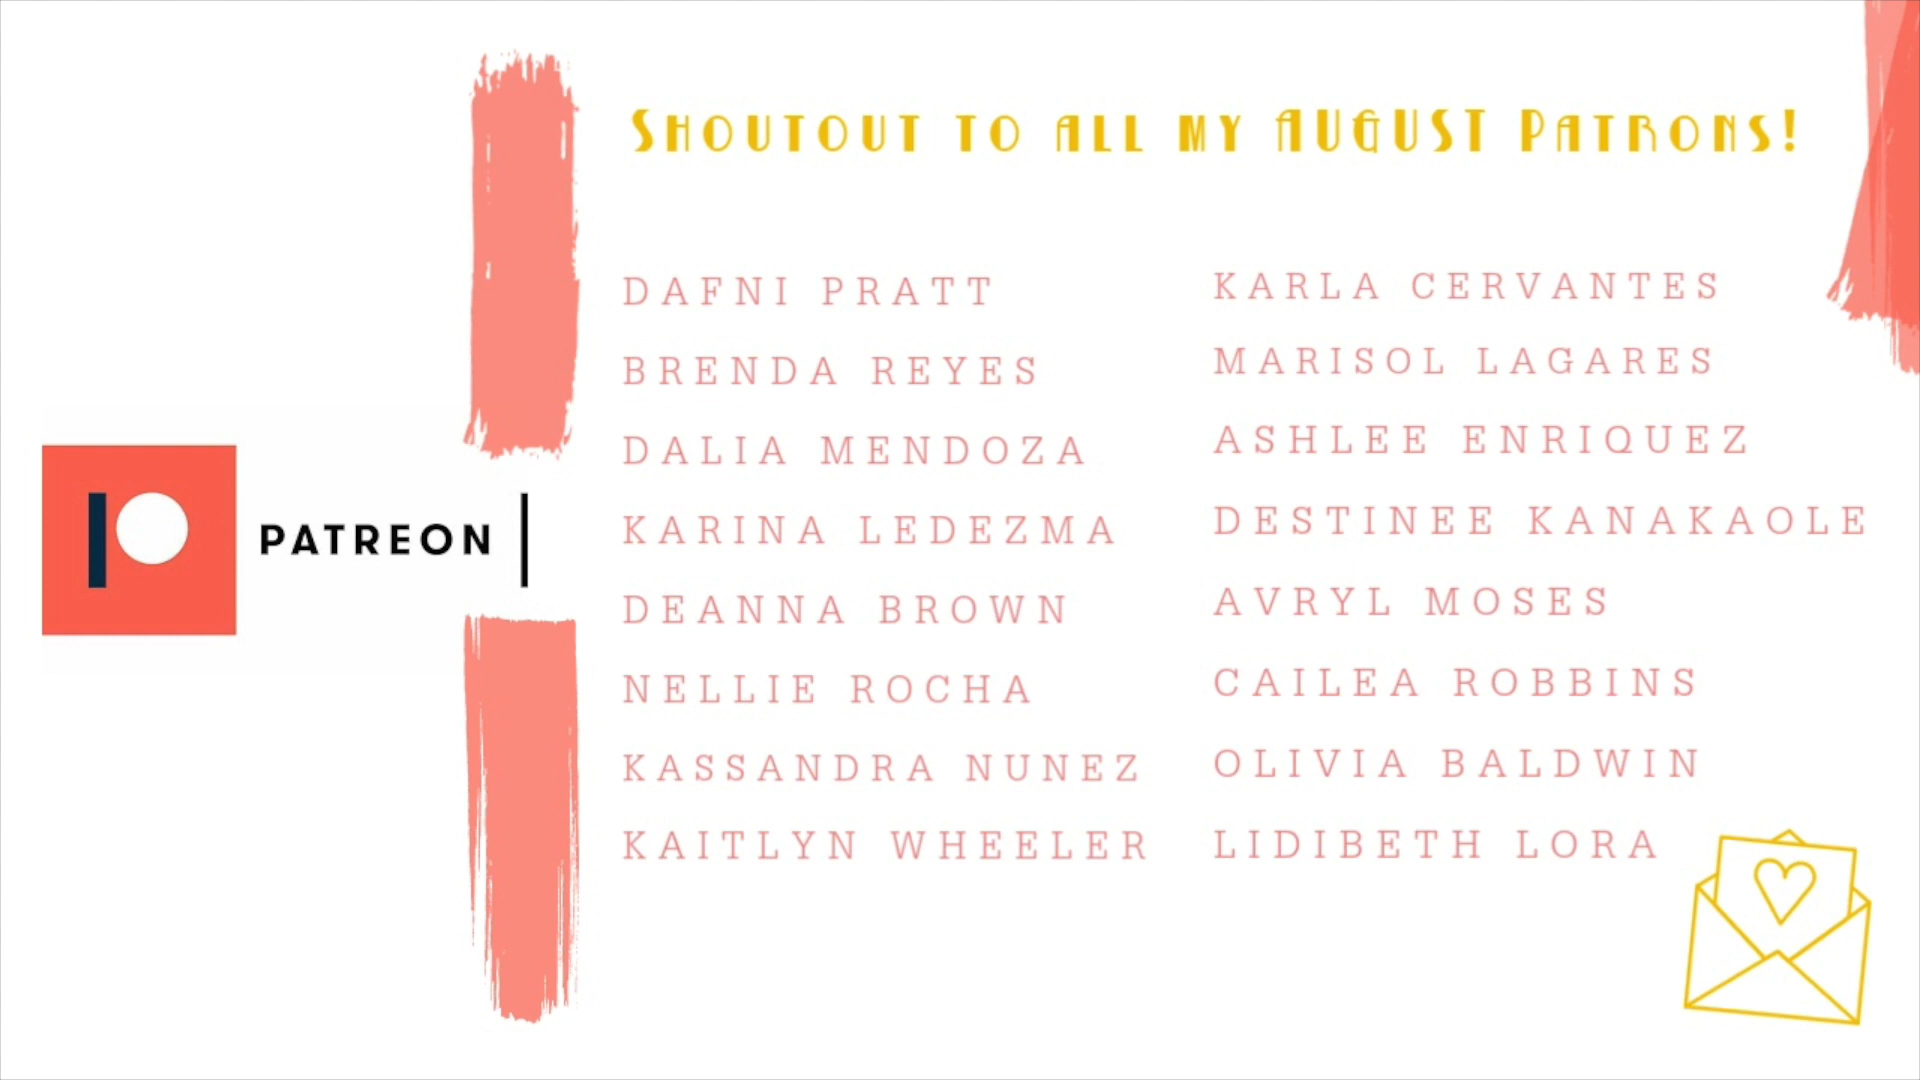 SHOUTOUT TO ALL MY AUGUST PATRONS!
DAFNI PRATT
BRENDA REYES
DALIA MENDOZA
KARINA LEDEZMA
DEANNA BROWN
NELLIE ROCHA
KASSANDRA NUNEZ
KAITLYN WHEELER
KARLA CERVANTES
MARISOL LAGARES
ASHLEE ENRIQUEZ
DESTINEE KANAKAOLE
AVRYL MOSES
CAILEA ROBBINS
OLIVIA BALDWIN
LIDIBETH LORA
PATREON